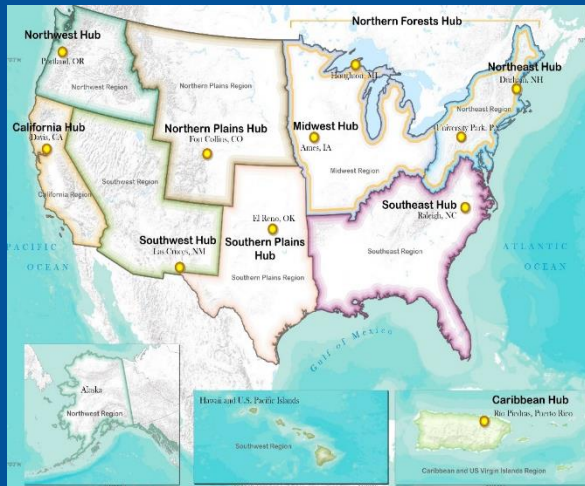 Northern Forests Hub
Northwest Hub
Portland, OR
Northwest Region
Northern Plains Region
Houghton, MI
Northeast Hub
Durham, NH
Northeast Region
California Hub
Davis, CA
California Region
Northern Plains Hub
Fort Collins, CO
Midwest Hub
Ames, IA
Midwest Region
University Park, P
Southwest Region
Southeast Hub
Raleigh, NC
El Reno, OK
Southwest Hub
Las Cruces, NM
Southern Plains
Hub
Southern Plains Region
Southeast Region
PACIFIC
OCEAN
ATLANTIC
OCEAN
Gulf of Mexico
Alaska
Northwest Region
Hawaii and U.S. Pacific Islands
Southwest Region
Caribbean Hub
Rio Piedras, Puerto Rico
Caribbean and US Virgin Islands Region